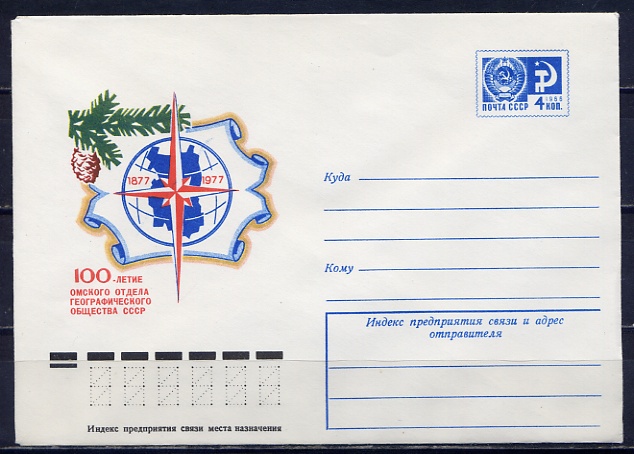 1966
ПОЧТА СССР
4 КОП.
1877 1977
100-ЛЕТИЕ
ОМСКОГО ОТДЕЛА
ГЕОГРАФИЧЕСКОГО
ОБЩЕСТВА СССР
Куда
Кому
Индекс предприятия связи и адрес
отправителя
Индекс предприятия связи места назначения